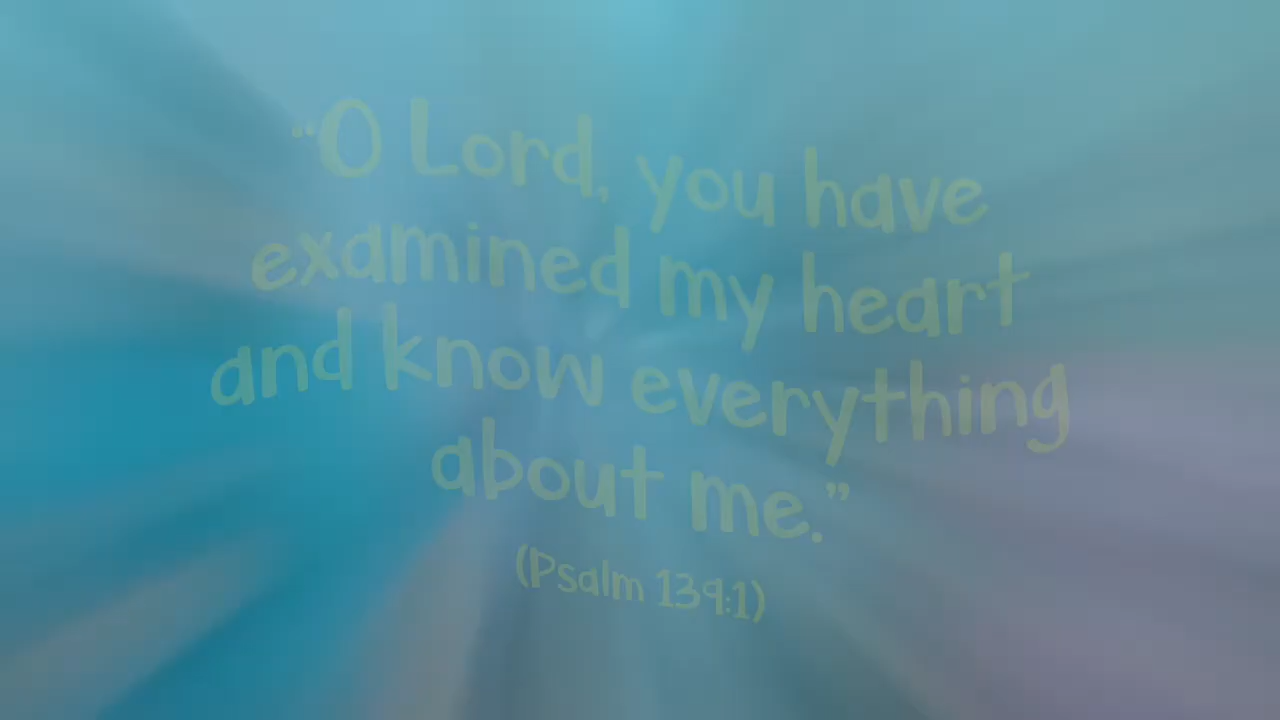 “O Lord, you have
examined my heart
and know everything
about me.”
(Psalm 139:1)